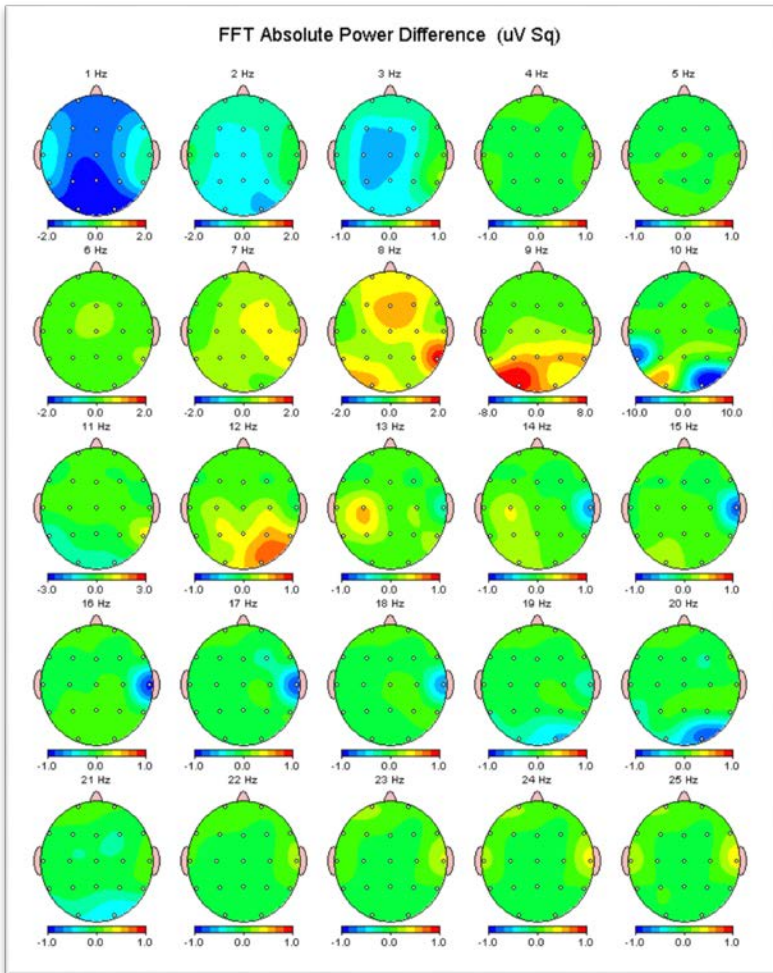 FFT Absolute Power Difference (uV Sq)
1 Hz 2 Hz 3 Hz 4 Hz 5 Hz
-2.0 0.0 2.0 -2.0 0.0 2.0 -1.0 0.0 1.0 -1.0 0.0 1.0 -1.0 0.0 1.0
6 Hz 7 Hz 8 Hz 9 Hz 10 Hz
-2.0 0.0 2.0 -2.0 0.0 2.0 -2.0 0.0 2.0 -8.0 0.0 8.0 -10.0 0.0 10.0
11 Hz 12 Hz 13 Hz 14 Hz 15 Hz
-3.0 0.0 3.0 -1.0 0.0 1.0 -1.0 0.0 1.0 -1.0 0.0 1.0 -1.0 0.0 1.0
16 Hz 17 Hz 18 Hz 19 Hz 20 Hz
-1.0 0.0 1.0 -1.0 0.0 1.0 -1.0 0.0 1.0 -1.0 0.0 1.0 -1.0 0.0 1.0
21 Hz 22 Hz 23 Hz 24 Hz 25 Hz
-1.0 0.0 1.0 -1.0 0.0 1.0 -1.0 0.0 1.0 -1.0 0.0 1.0 -1.0 0.0 1.0